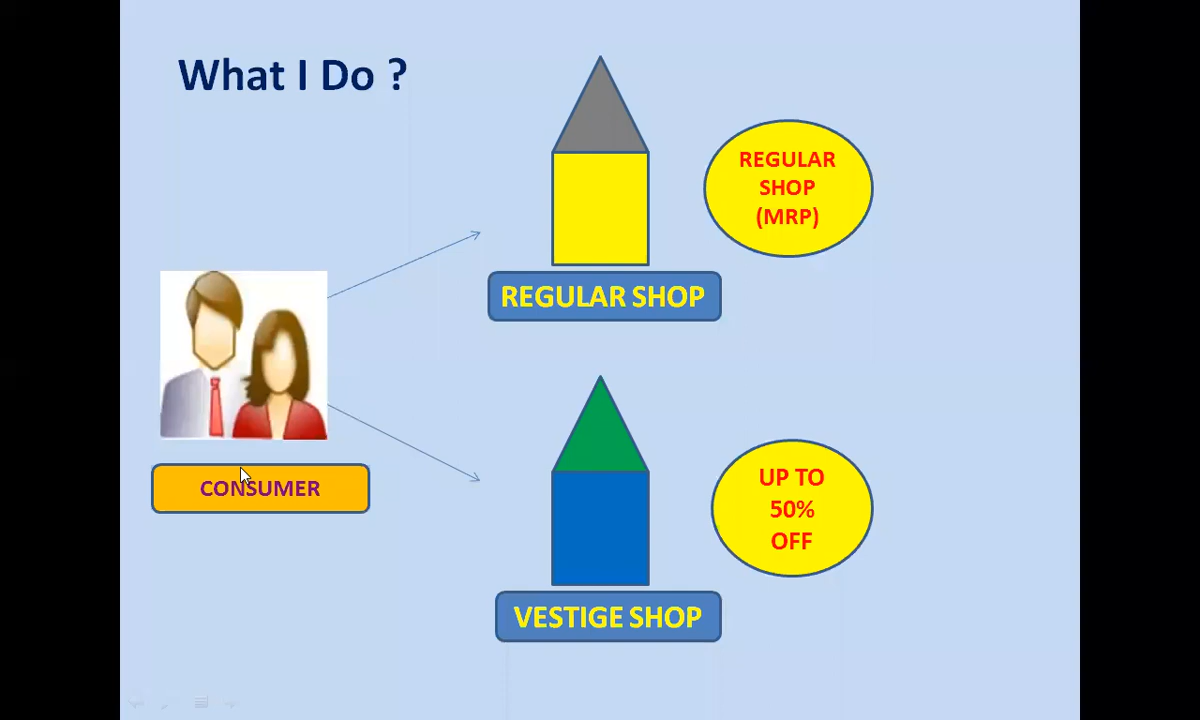 What I Do ?
REGULAR
SHOP
(MRP)
REGULAR SHOP
CONSUMER
UP TO
50%
OFF
VESTIGE SHOP